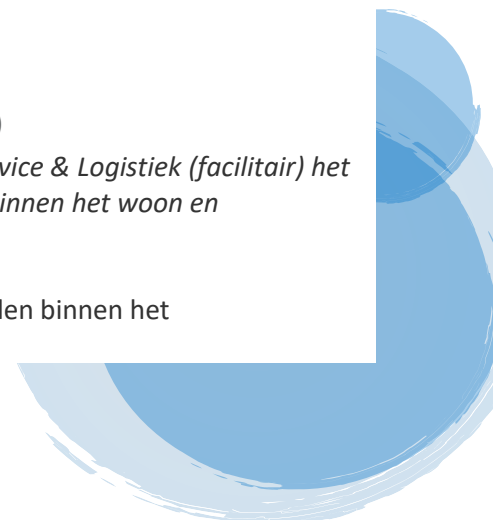 )
vice & Logistiek (facilitair) het
innen het woon en
len binnen het